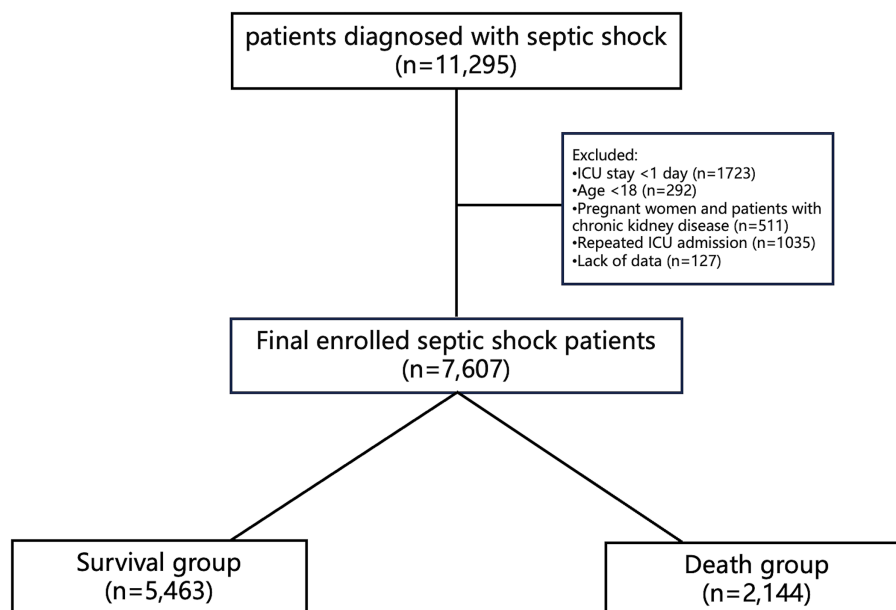 patients diagnosed with septic shock
(n=11,295)
Excluded:
•ICU stay <1 day (n=1723)
•Age <18 (n=292)
•Pregnant women and patients with
chronic kidney disease (n=511)
•Repeated ICU admission (n=1035)
•Lack of data (n=127)
Final enrolled septic shock patients
(n=7,607)
Survival group
(n=5,463)
Death group
(n=2,144)